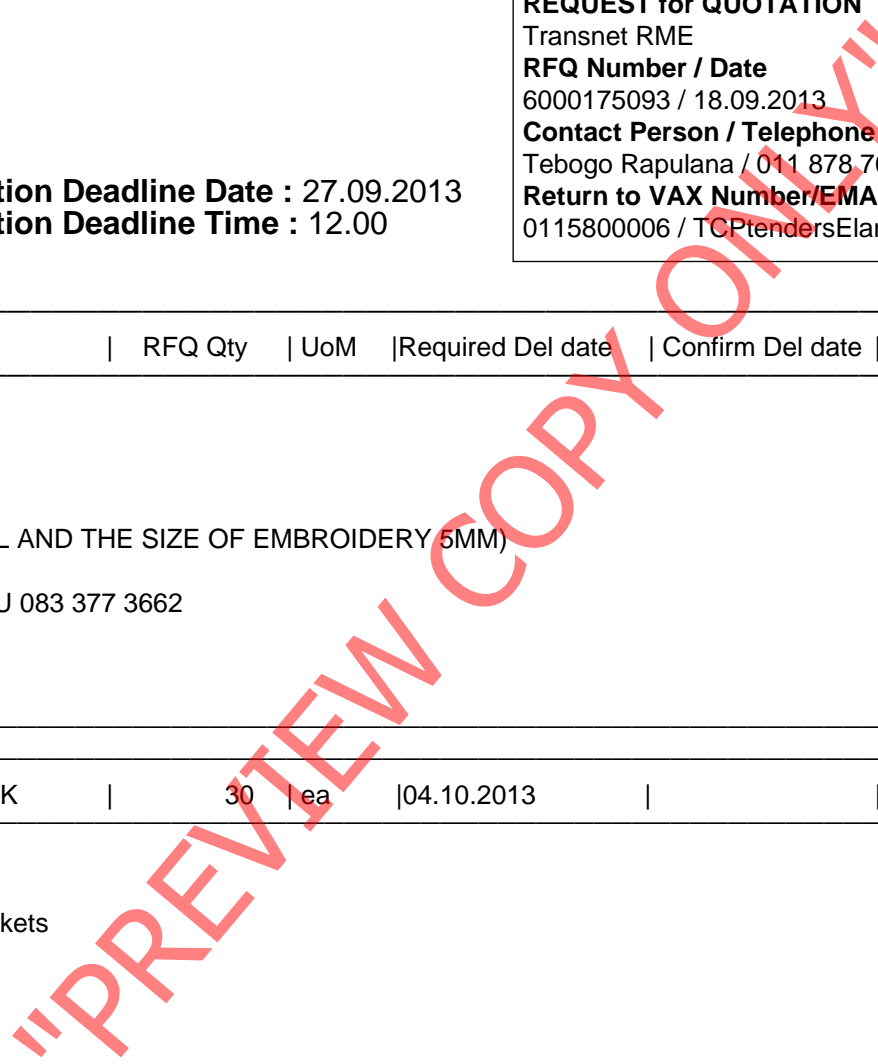 REQUEST for QUOTATION
Transnet RME
RFQ Number / Date
6000175093 / 18.09.2013
Contact Person / Telephone
Tebogo Rapulana / 011 878
Return to VAX Number/EMA
0115800006 / TCPtendersElan
tion Deadline Date : 27.09.2013
tion Deadline Time : 12.00
| RFQ Qty | UoM |Required Del date | Confirm Del date |
L AND THE SIZE OF EMBROIDERY 5MM)
U 083 377 3662
K | 30 | ea |04.10.2013 | |
kets
"PREVIEW COPY ONLY"